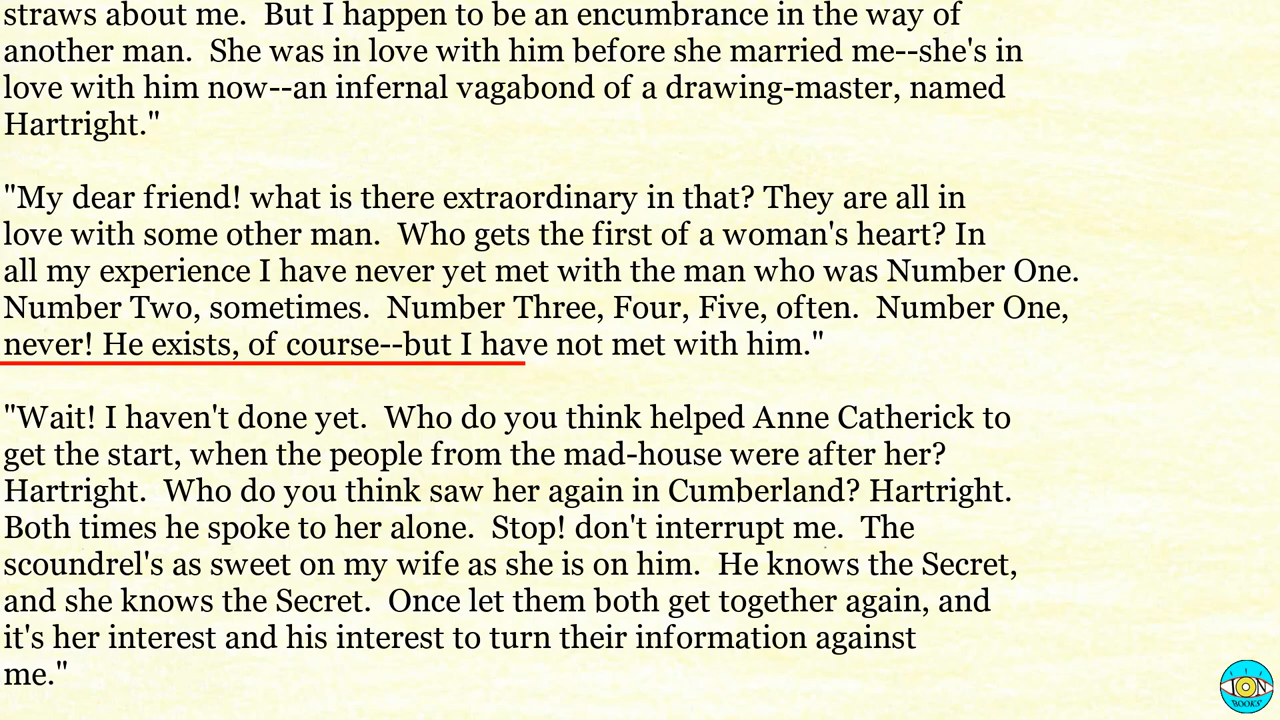 straws about me.  But I happen to be an encumbrance in the way of
another man.  She was in love with him before she married me--she's in
love with him now--an infernal vagabond of a drawing-master, named
Hartright."
"My dear friend! what is there extraordinary in that? They are all in
love with some other man.  Who gets the first of a woman's heart? In
all my experience I have never yet met with the man who was Number One.
Number Two, sometimes.  Number Three, Four, Five, often.  Number One,
never! He exists, of course--but I have not met with him."
"Wait! I haven't done yet.  Who do you think helped Anne Catherick to
get the start, when the people from the mad-house were after her?
Hartright.  Who do you think saw her again in Cumberland? Hartright.
Both times he spoke to her alone.  Stop! don't interrupt me.  The
scoundrel's as sweet on my wife as she is on him.  He knows the Secret,
and she knows the Secret.  Once let them both get together again, and
it's her interest and his interest to turn their information against
me."
ION
BOOKS